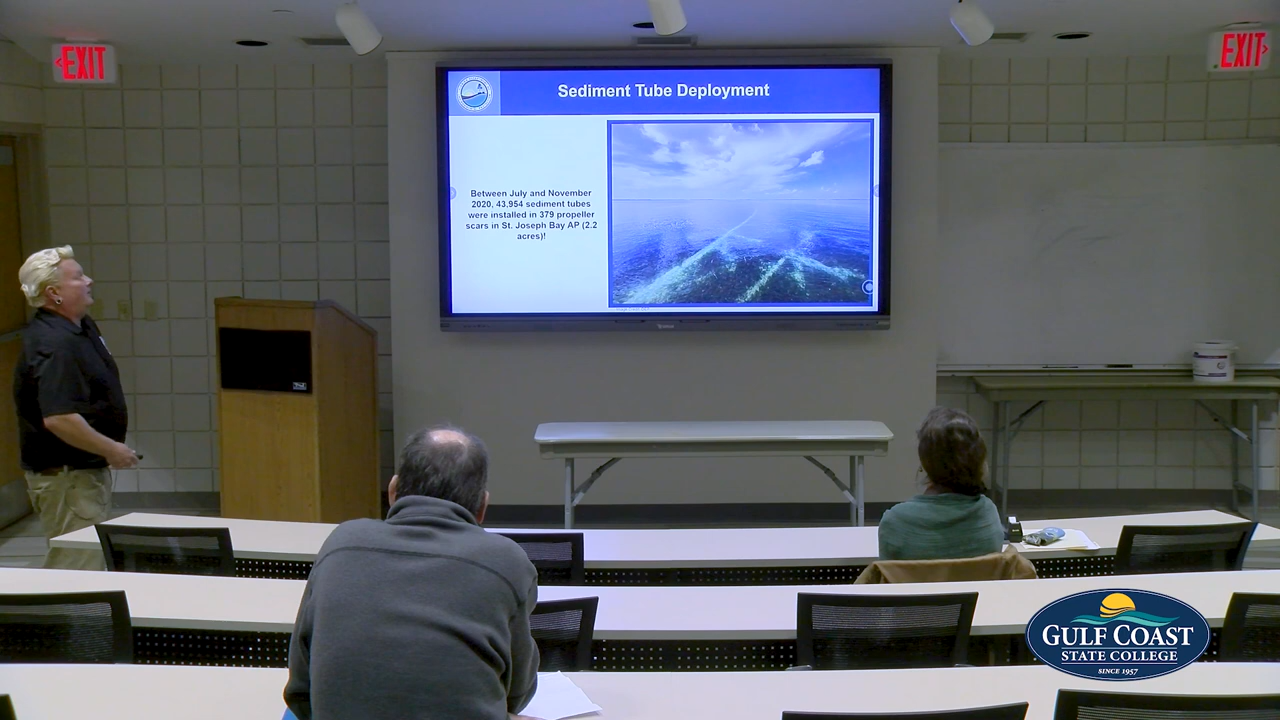 EXIT
EXIT
Sediment Tube Deployment
Between July and November
2020, 43,954 sediment tubes
were installed in 379 propeller
scars in St. Joseph Bay AP (2.2
acres)!
GULF COAST
STATE COLLEGE
SINCE 1957